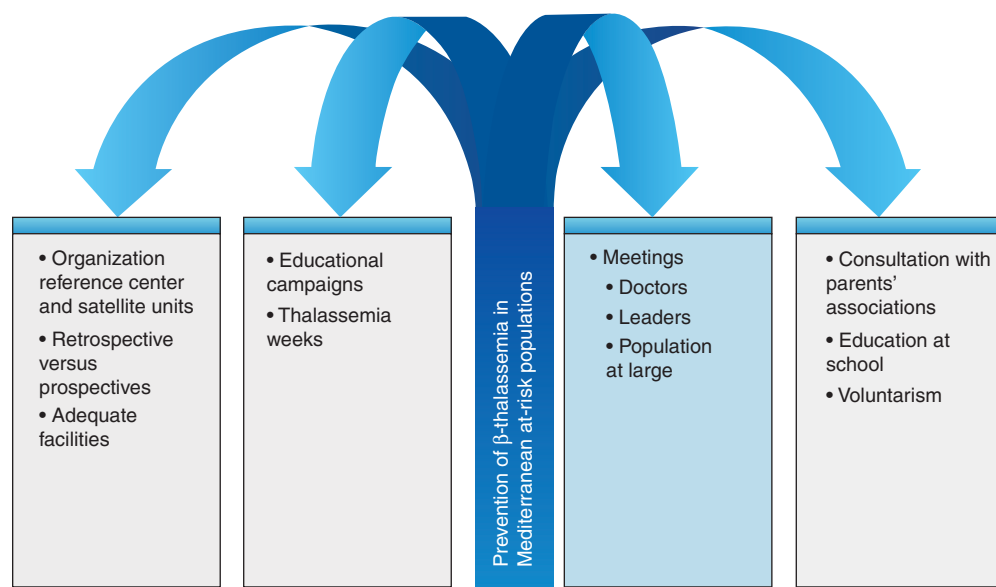 • Organization
reference center
and satellite units
• Retrospective
versus
prospectives
• Adequate
facilities
• Educational
campaigns
• Thalassemia
weeks
Prevention of β-thalassemia in
Mediterranean at-risk populations
• Meetings
• Doctors
• Leaders
• Population
at large
• Consultation with
parents’
associations
• Education at
school
• Voluntarism